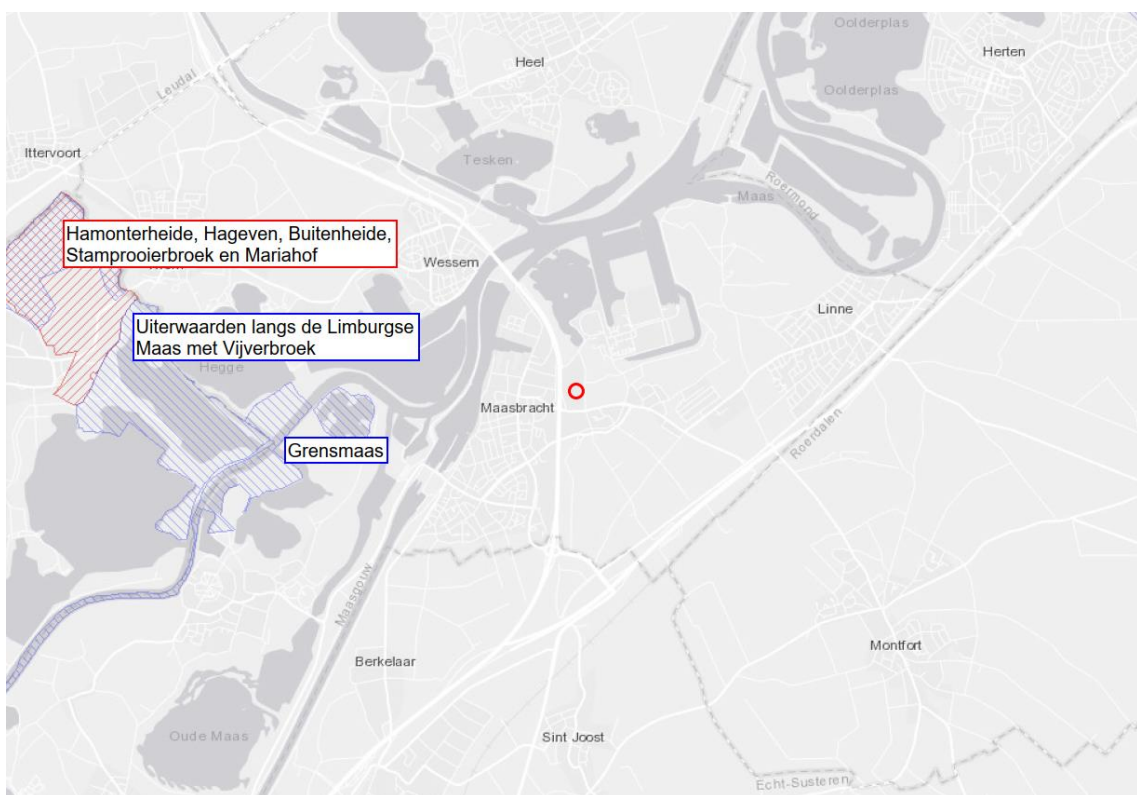 Oolderplas
Herten
Heel
Oolderplas
Leudal
Ittervoort
Tesken
Maas
Roermond
Hamonterheide, Hageven, Buitenheide,
Stamprooierbroek en Mariahof
Wessem
Linne
Uiterwaarden langs de Limburgse
Maas met Vijverbroek
Hegge
Maasbracht
Roerdalen
Grensmaas
Maasgouw
Montfort
Berkelaar
Oude Maas
Sint Joost
Echt-Susteren